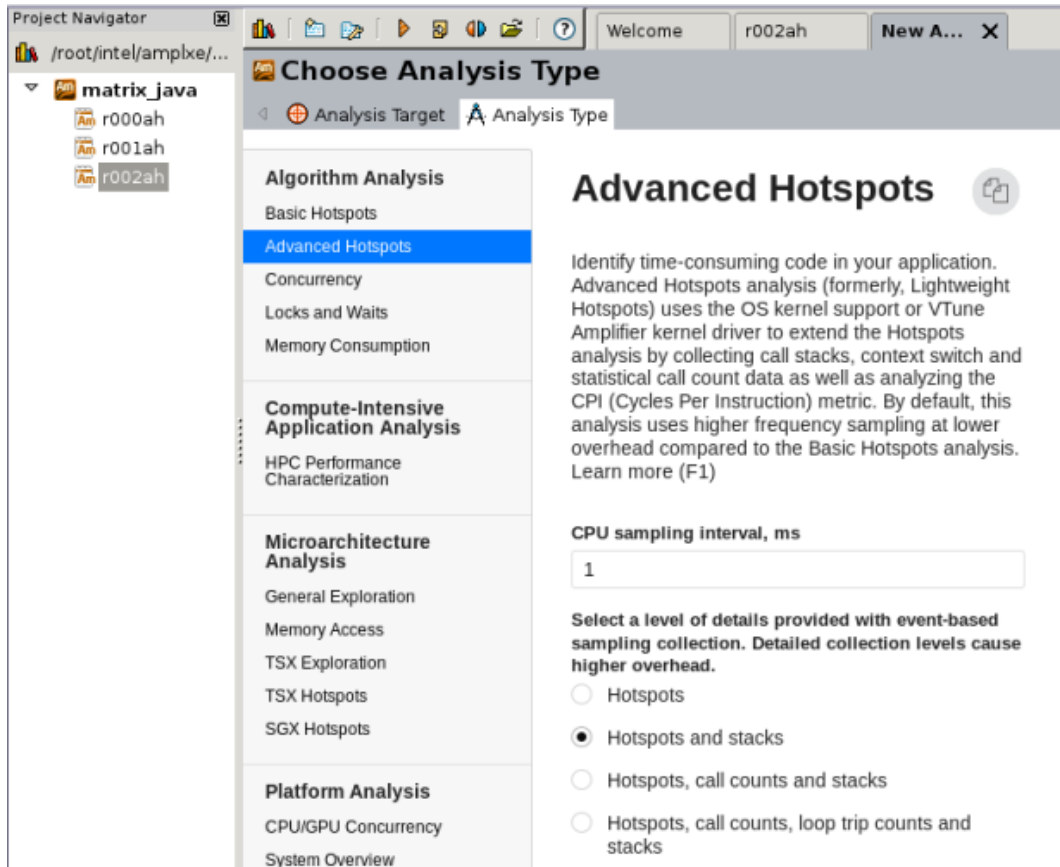 Project Navigator
/root/intel/amplxe/...
matrix_java
r000ah
r001ah
r002ah
Welcome
r002ah
New A...
Choose Analysis Type
Analysis Target
Analysis Type
Algorithm Analysis
Basic Hotspots
Advanced Hotspots
Concurrency
Locks and Waits
Memory Consumption
Compute-Intensive
Application Analysis
HPC Performance
Characterization
Microarchitecture
Analysis
General Exploration
Memory Access
TSX Exploration
TSX Hotspots
SGX Hotspots
Platform Analysis
CPU/GPU Concurrency
System Overview
Advanced Hotspots
Identify time-consuming code in your application.
Advanced Hotspots analysis (formerly, Lightweight
Hotspots) uses the OS kernel support or VTune
Amplifier kernel driver to extend the Hotspots
analysis by collecting call stacks, context switch and
statistical call count data as well as analyzing the
CPI (Cycles Per Instruction) metric. By default, this
analysis uses higher frequency sampling at lower
overhead compared to the Basic Hotspots analysis.
Learn more (F1)
CPU sampling interval, ms
1
Select a level of details provided with event-based
sampling collection. Detailed collection levels cause
higher overhead.
Hotspots
Hotspots and stacks
Hotspots, call counts and stacks
Hotspots, call counts, loop trip counts and
stacks